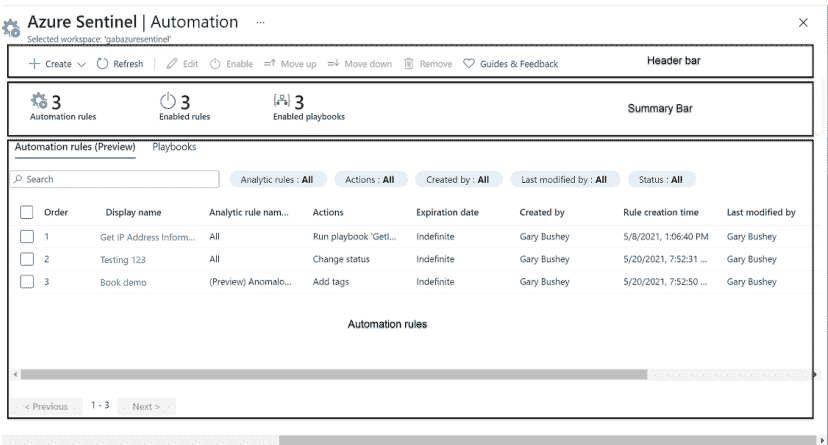 Azure Sentinel | Automation ...
Selected workspace: 'gabazuresentinel'
Create Refresh Edit Enable Move up Move down Remove Guides & Feedback Header bar
3 3 3
Automation rules Enabled rules Enabled playbooks Summary Bar
Automation rules (Preview) Playbooks
Search Analytic rules : All Actions : All Created by : All Last modified by : All Status : All
Order Display name Analytic rule nam... Actions Expiration date Created by Rule creation time Last modified by
1 Get IP Address Inform... All Run playbook 'GetI... Indefinite Gary Bushey 5/8/2021, 1:06:40 PM Gary Bushey
2 Testing 123 All Change status Indefinite Gary Bushey 5/20/2021, 7:52:31 ... Gary Bushey
3 Book demo (Preview) Anomalo... Add tags Indefinite Gary Bushey 5/20/2021, 7:52:50 ... Gary Bushey
Automation rules
< Previous 1 - 3 Next >